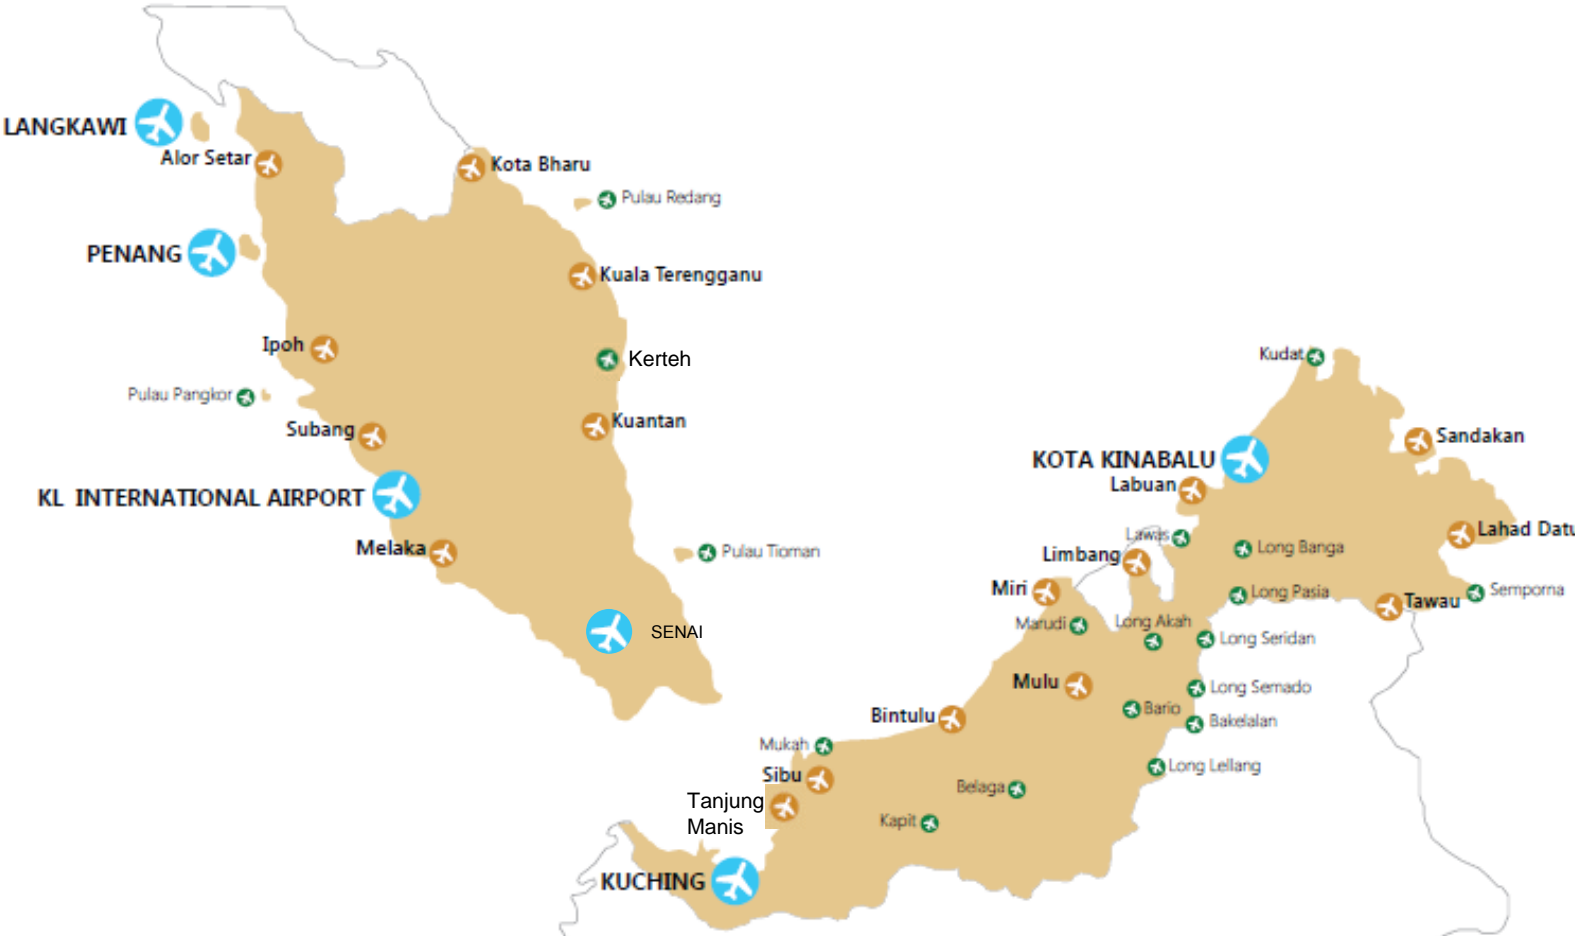 LANGKAWI
Alor Setar
Kota Bharu
Pulau Redang
PENANG
Kuala Terengganu
Ipoh
Kerteh
Pulau Pangkor
Subang
Kuantan
KL INTERNATIONAL AIRPORT
Melaka
Pulau Tioman
SENAI
Kudat
Sandakan
KOTA KINABALU
Labuan
Lawas
Lahad Datu
Limbang
Long Banga
Miri
Long Pasia
Tawau
Semporna
Marudi
Long Akah
Long Seridan
Mulu
Long Semado
Bario
Bintulu
Bakelalan
Mukah
Long Lellang
Sibu
Belaga
Tanjung
Manis
Kapit
KUCHING